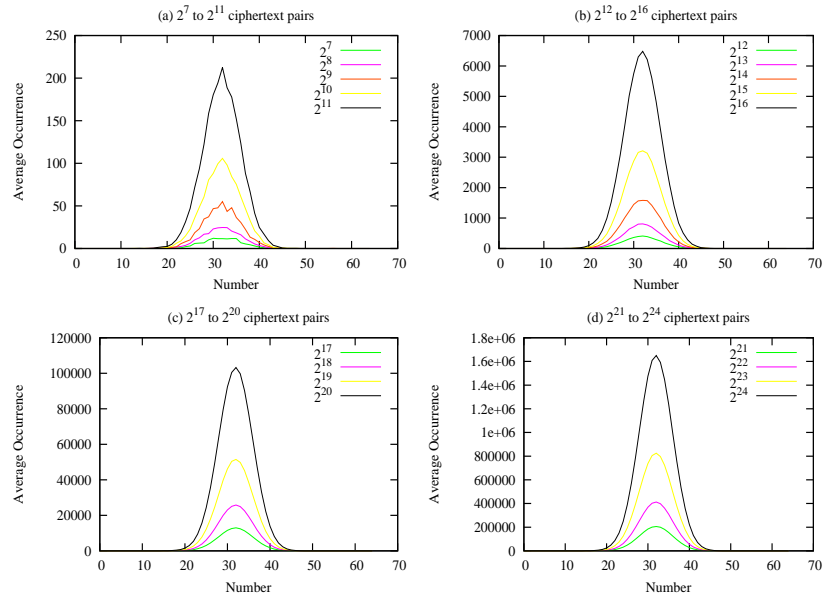 (a) 2^7 to 2^11 ciphertext pairs
Average Occurrence
250
200
150
100
50
0
0 10 20 30 40 50 60 70
Number
2^7
2^8
2^9
2^10
2^11
(b) 2^12 to 2^16 ciphertext pairs
Average Occurrence
7000
6000
5000
4000
3000
2000
1000
0
0 10 20 30 40 50 60 70
Number
2^12
2^13
2^14
2^15
2^16
(c) 2^17 to 2^20 ciphertext pairs
Average Occurrence
120000
100000
80000
60000
40000
20000
0
0 10 20 30 40 50 60 70
Number
2^17
2^18
2^19
2^20
(d) 2^21 to 2^24 ciphertext pairs
Average Occurrence
1.8e+06
1.6e+06
1.4e+06
1.2e+06
1e+06
800000
600000
400000
200000
0
0 10 20 30 40 50 60 70
Number
2^21
2^22
2^23
2^24